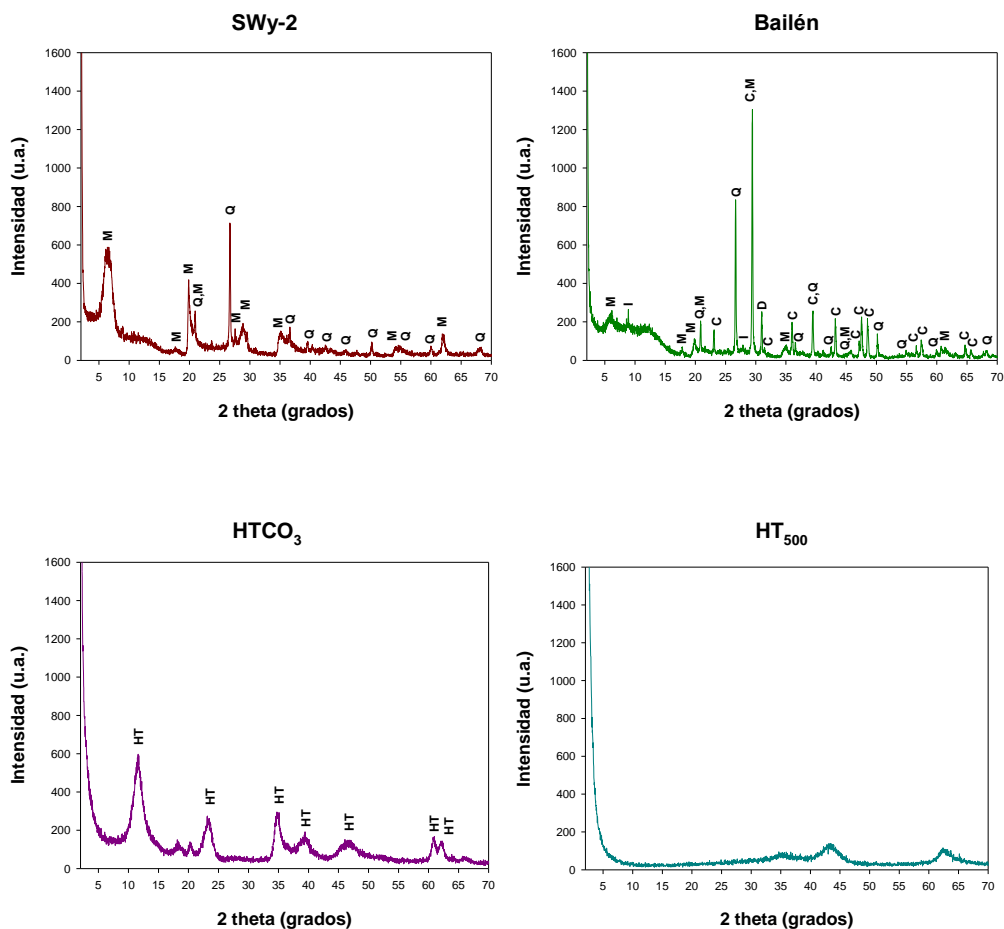 SWy-2
Intensidad (u.a.)
1600
1400
1200
1000
800
600
400
200
0
M
M
M
Q,M
Q
M
M
M
Q
Q
Q
Q
Q
M
Q
Q
M
Q
5 10 15 20 25 30 35 40 45 50 55 60 65 70
2 theta (grados)
Bailén
Intensidad (u.a.)
1600
1400
1200
1000
800
600
400
200
0
M
I
M
M
Q,M
C
Q
I
C,M
D
C
M
C
Q
C,Q
Q
C
Q,M
C
C
C
Q
Q
C
C
Q
M
C
C
Q
5 10 15 20 25 30 35 40 45 50 55 60 65 70
2 theta (grados)
HTCO3
Intensidad (u.a.)
1600
1400
1200
1000
800
600
400
200
0
HT
HT
HT
HT
HT
HT
HT
5 10 15 20 25 30 35 40 45 50 55 60 65 70
2 theta (grados)
HT500
Intensidad (u.a.)
1600
1400
1200
1000
800
600
400
200
0
5 10 15 20 25 30 35 40 45 50 55 60 65 70
2 theta (grados)